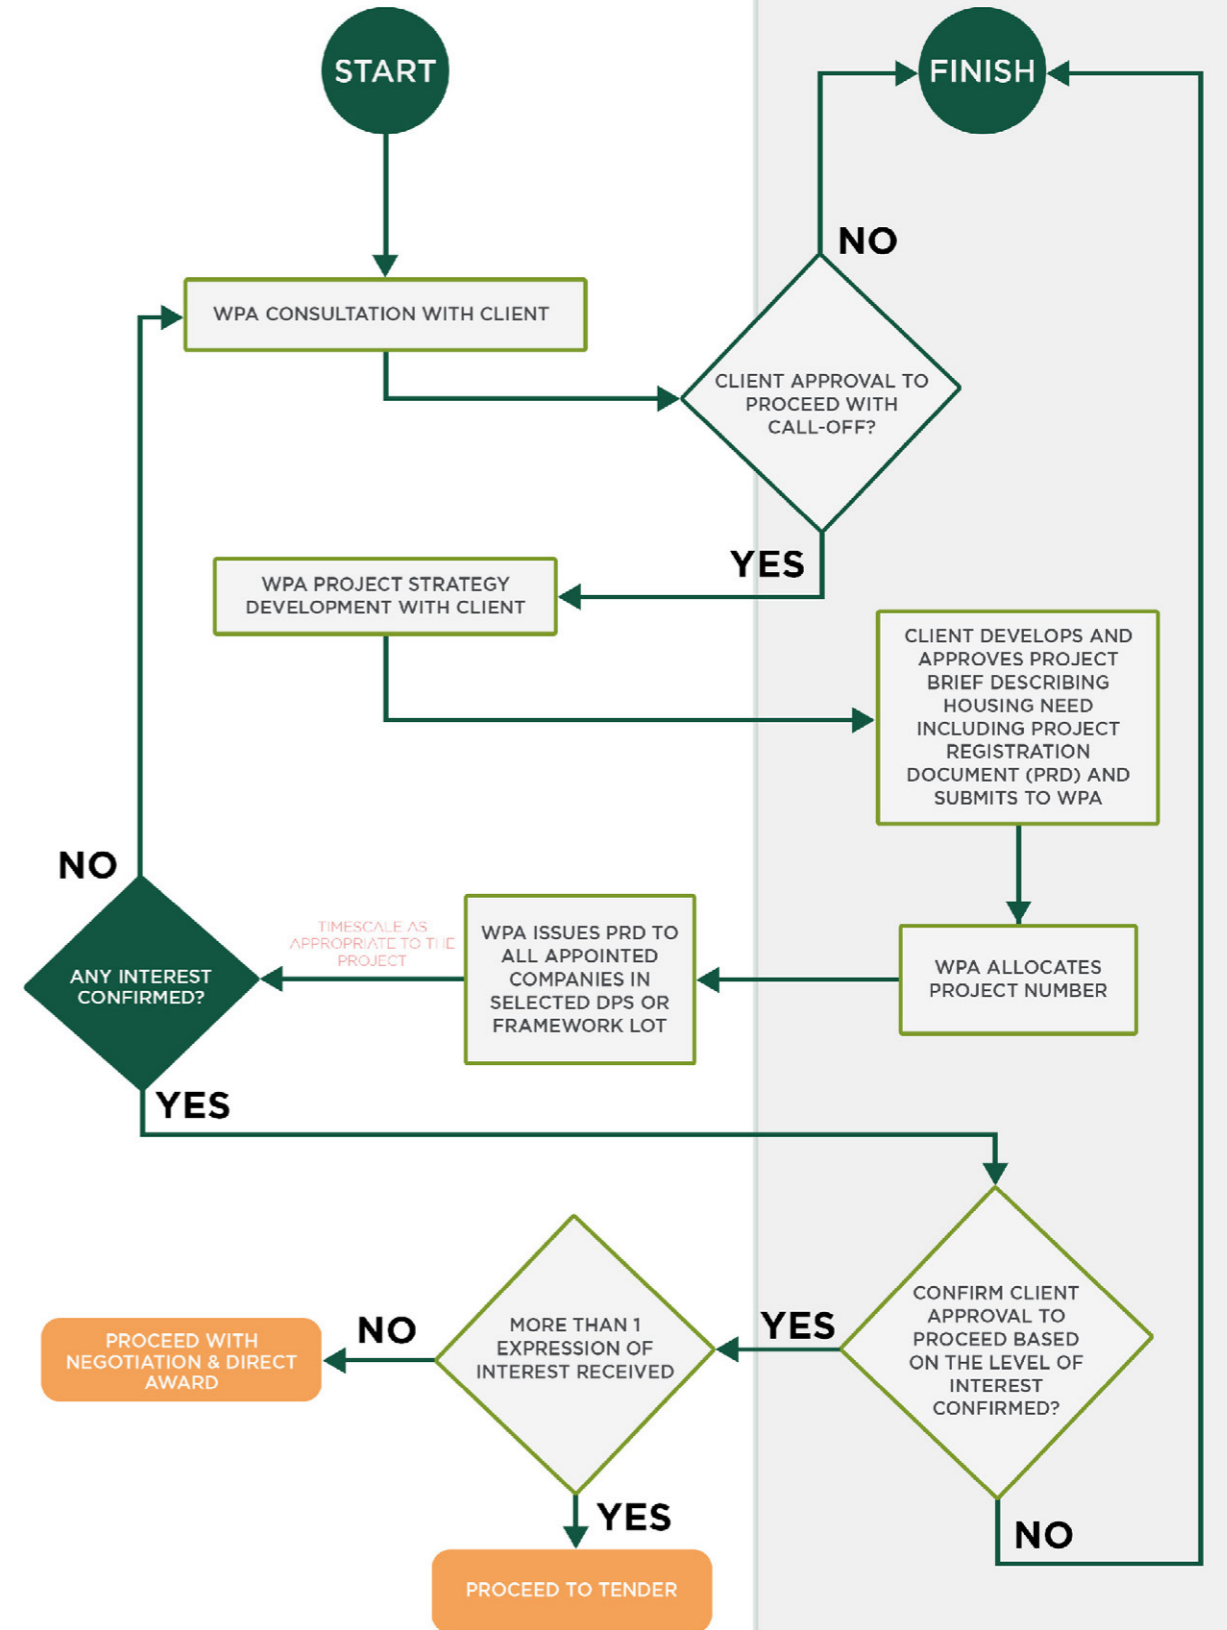 START
FINISH
NO
WPA CONSULTATION WITH CLIENT
CLIENT APPROVAL TO
PROCEED WITH
CALL-OFF?
YES
WPA PROJECT STRATEGY
DEVELOPMENT WITH CLIENT
CLIENT DEVELOPS AND
APPROVES PROJECT
BRIEF DESCRIBING
HOUSING NEED
INCLUDING PROJECT
REGISTRATION
DOCUMENT (PRD) AND
SUBMITS TO WPA
WPA ALLOCATES
PROJECT NUMBER
WPA ISSUES PRD TO
ALL APPOINTED
COMPANIES IN
SELECTED DPS OR
FRAMEWORK LOT
TIMESCALE AS
APPROPRIATE TO THE
PROJECT
NO
ANY INTEREST
CONFIRMED?
YES
CONFIRM CLIENT
APPROVAL TO
PROCEED BASED
ON THE LEVEL OF
INTEREST
CONFIRMED?
YES
NO
MORE THAN 1
EXPRESSION OF
INTEREST RECEIVED
NO
PROCEED WITH
NEGOTIATION & DIRECT
AWARD
YES
PROCEED TO TENDER